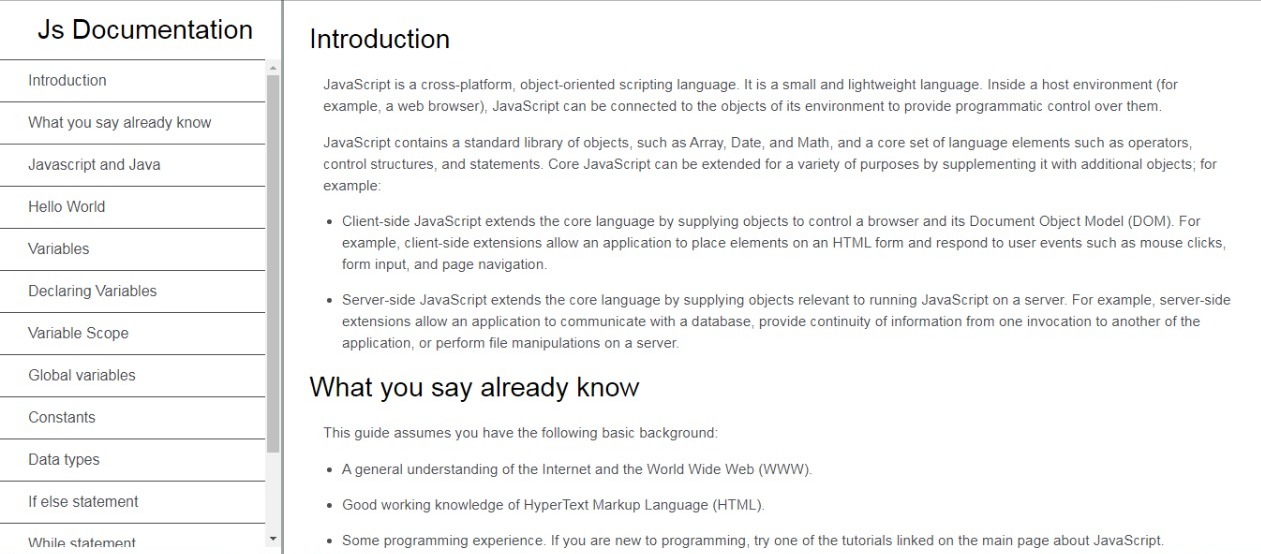 Js Documentation
Introduction
What you say already know
Javascript and Java
Hello World
Variables
Declaring Variables
Variable Scope
Global variables
Constants
Data types
If else statement
While statement
Introduction
JavaScript is a cross-platform, object-oriented scripting language. It is a small and lightweight language. Inside a host environment (for
example, a web browser), JavaScript can be connected to the objects of its environment to provide programmatic control over them.
JavaScript contains a standard library of objects, such as Array, Date, and Math, and a core set of language elements such as operators,
control structures, and statements. Core JavaScript can be extended for a variety of purposes by supplementing it with additional objects; for
example:
• Client-side JavaScript extends the core language by supplying objects to control a browser and its Document Object Model (DOM). For
example, client-side extensions allow an application to place elements on an HTML form and respond to user events such as mouse clicks,
form input, and page navigation.
• Server-side JavaScript extends the core language by supplying objects relevant to running JavaScript on a server. For example, server-side
extensions allow an application to communicate with a database, provide continuity of information from one invocation to another of the
application, or perform file manipulations on a server.
What you say already know
This guide assumes you have the following basic background:
• A general understanding of the Internet and the World Wide Web (WWW).
• Good working knowledge of HyperText Markup Language (HTML).
• Some programming experience. If you are new to programming, try one of the tutorials linked on the main page about JavaScript.